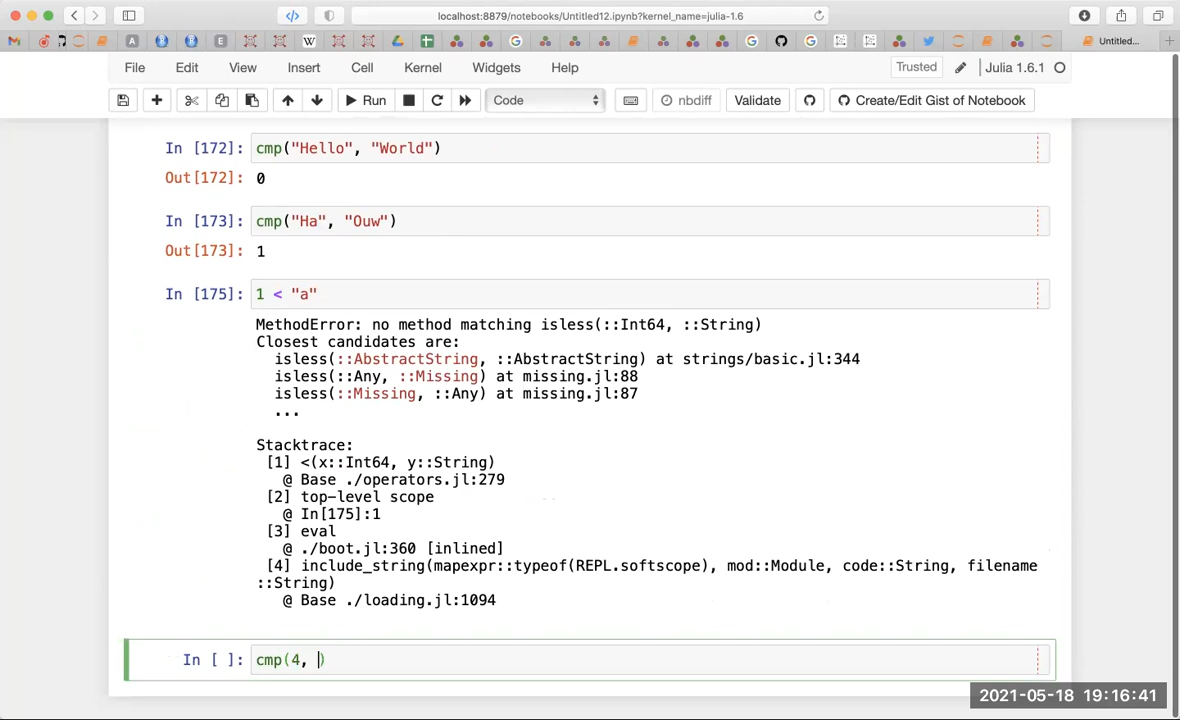 localhost:8879/notebooks/Untitled12.ipynb?kernel_name=julia-1.6
A E W G G G Untitled...
File Edit View Insert Cell Kernel Widgets Help Trusted Julia 1.6.1
Run Code nbdiff Validate Create/Edit Gist of Notebook
In [172]: cmp("Hello", "World")
Out[172]: 0
In [173]: cmp("Ha", "Ouw")
Out[173]: 1
In [175]: 1 < "a"
MethodError: no method matching isless(::Int64, ::String)
Closest candidates are:
isless(::AbstractString, ::AbstractString) at strings/basic.jl:344
isless(::Any, ::Missing) at missing.jl:88
isless(::Missing, ::Any) at missing.jl:87
...
Stacktrace:
[1] <(x::Int64, y::String)
@ Base ./operators.jl:279
[2] top-level scope
@ In[175]:1
[3] eval
@ ./boot.jl:360 [inlined]
[4] include_string(mapexpr::typeof(REPL.softscope), mod::Module, code::String, filename
::String)
@ Base ./loading.jl:1094
In [ ]: cmp(4, )
2021-05-18 19:16:41